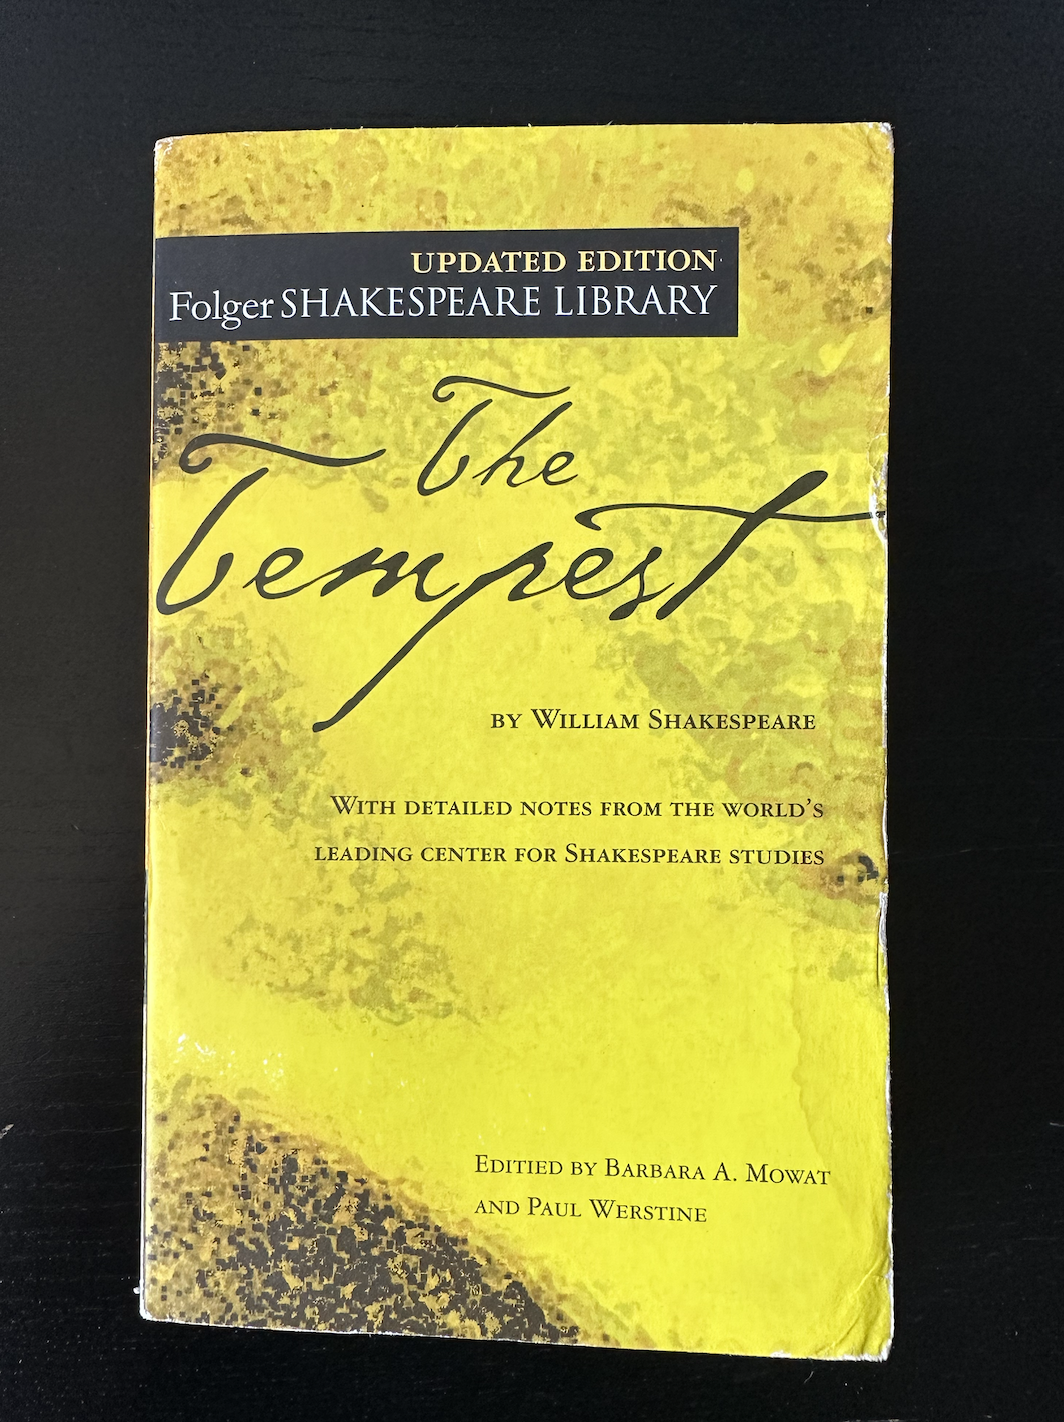 UPDATED EDITION
Folger SHAKESPEARE LIBRARY
The
Tempest
BY WILLIAM SHAKESPEARE
WITH DETAILED NOTES FROM THE WORLD'S
LEADING CENTER FOR SHAKESPEARE STUDIES
EDITIED BY BARBARA A. MOWAT
AND PAUL WERSTINE